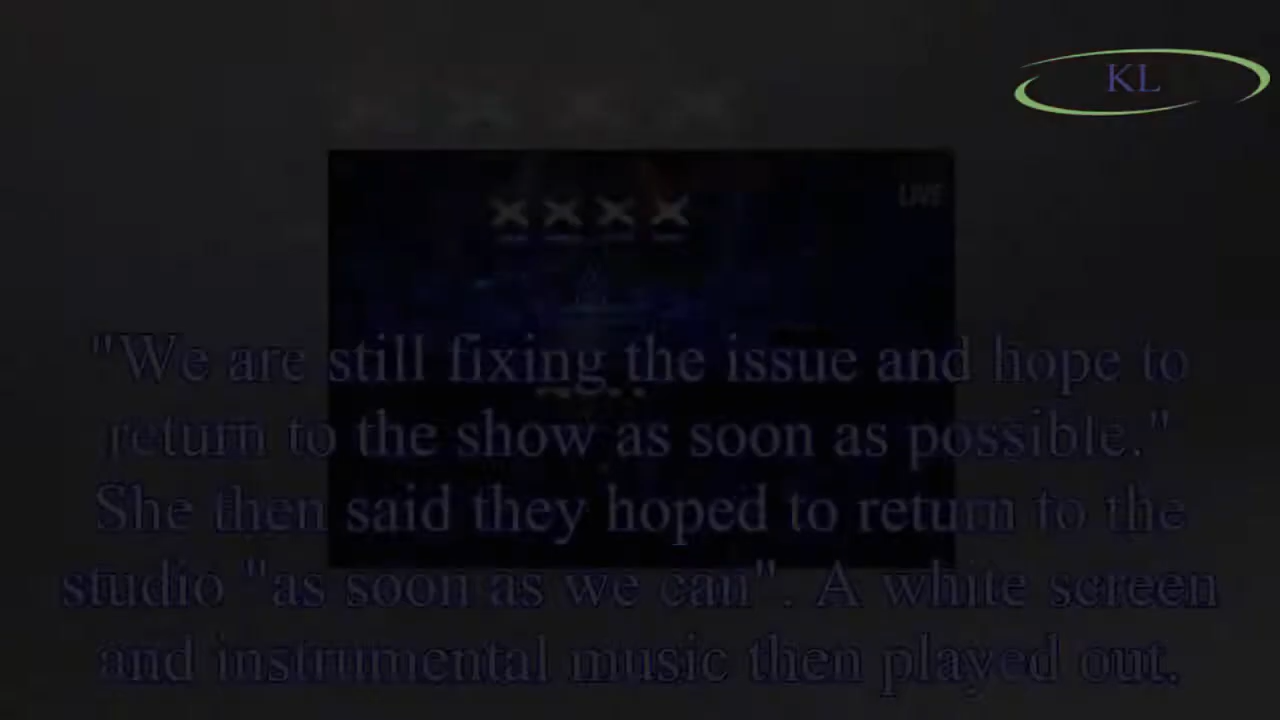 KL
LIVE
"We are still fixing the issue and hope to
return to the show as soon as possible."
She then said they hoped to return to the
studio "as soon as we can". A white screen
and instrumental music then played out.